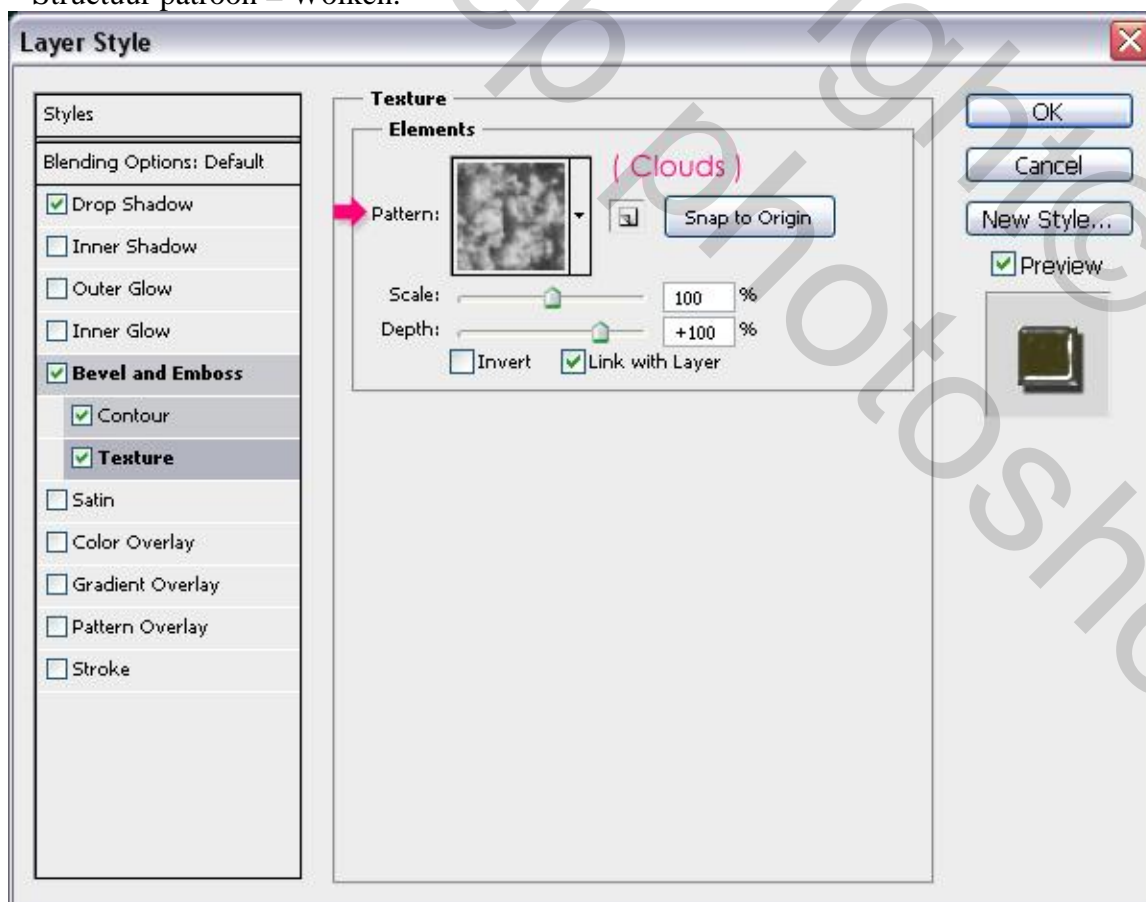 Structuur patroon = Wolken.
Layer Style
Styles
Blending Options: Default
Drop Shadow
Inner Shadow
Outer Glow
Inner Glow
Bevel and Emboss
Contour
Texture
Satin
Color Overlay
Gradient Overlay
Pattern Overlay
Stroke
Texture
Elements
( Clouds )
Pattern:
Snap to Origin
Scale: 100 %
Depth: +100 %
Invert
Link with Layer
OK
Cancel
New Style...
Preview